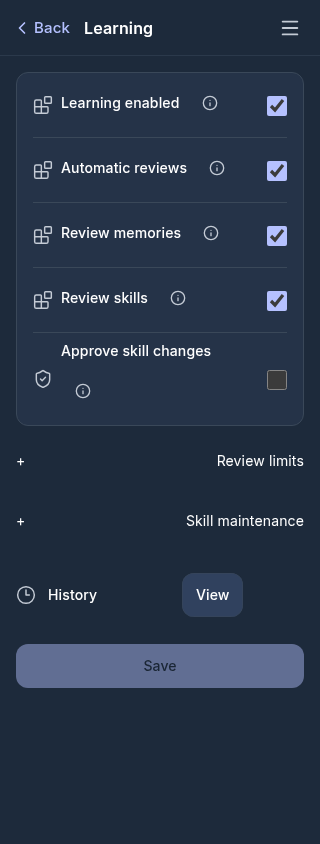 Back Learning
Learning enabled
Automatic reviews
Review memories
Review skills
Approve skill changes
+ Review limits
+ Skill maintenance
History View
Save